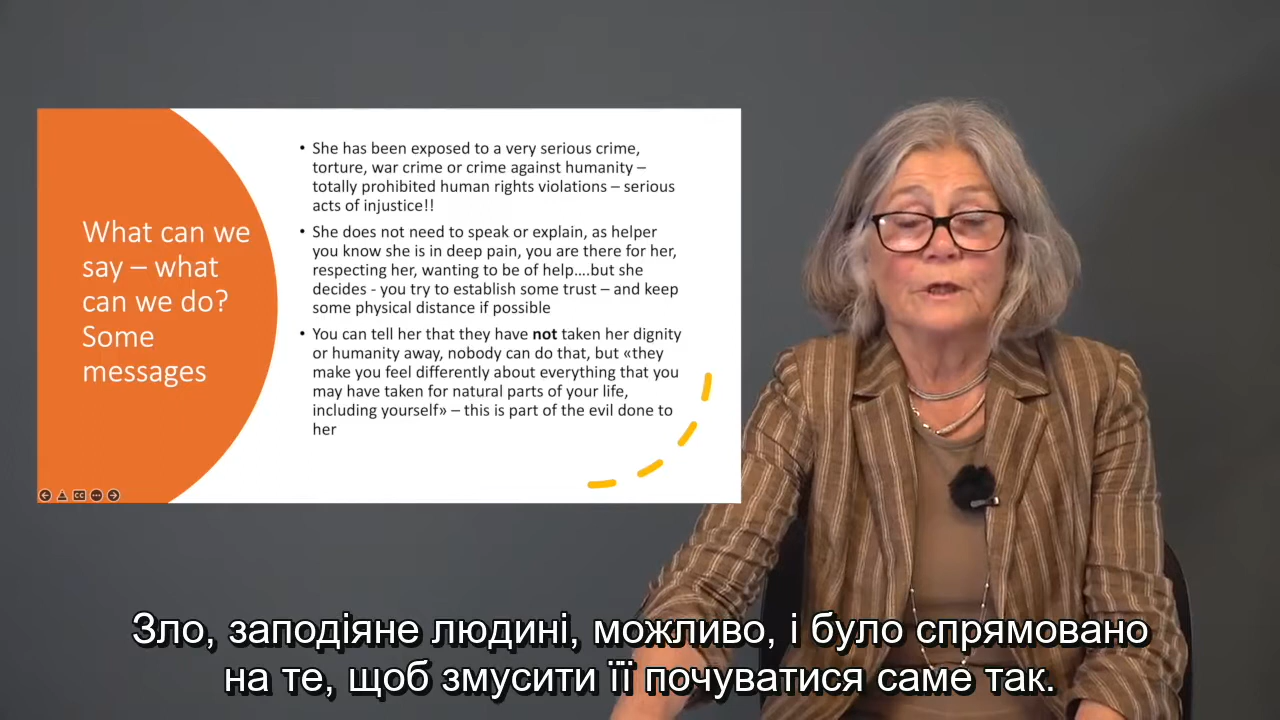 What can we
say – what
can we do?
Some
messages
• She has been exposed to a very serious crime,
torture, war crime or crime against humanity –
totally prohibited human rights violations – serious
acts of injustice!!
• She does not need to speak or explain, as helper
you know she is in deep pain, you are there for her,
respecting her, wanting to be of help....but she
decides - you try to establish some trust – and keep
some physical distance if possible
• You can tell her that they have not taken her dignity
or humanity away, nobody can do that, but «they
make you feel differently about everything that you
may have taken for natural parts of your life,
including yourself» – this is part of the evil done to
her
Зло, заподіяне людині, можливо, і було спрямовано
на те, щоб змусити її почуватися саме так.